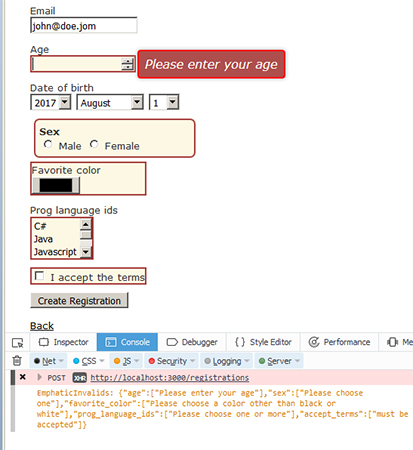 Email
john@doe.jom
Age
Please enter your age
Date of birth
2017 August 1
Sex
Male Female
Favorite color
Prog language ids
C#
Java
Javascript
I accept the terms
Create Registration
Back
Inspector Console Debugger Style Editor Performance
Net CSS JS Security Logging Server
POST XHR http://localhost:3000/registrations
EmphaticInvalids: {"age":["Please enter your age"],"sex":["Please choose
one"],"favorite_color":["Please choose a color other than black or
white"],"prog_language_ids":["Please choose one or more"],"accept_terms":["must be
accepted"]}